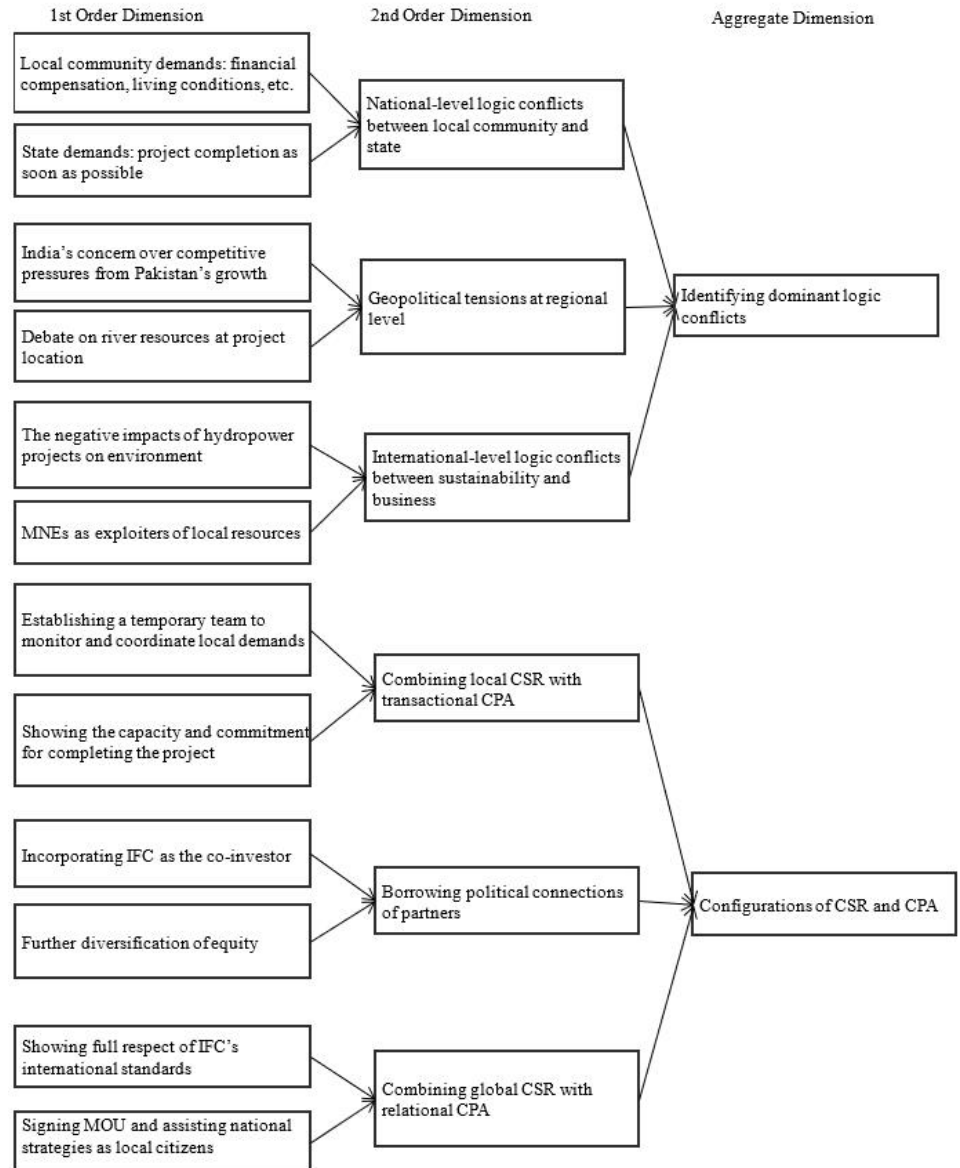 1st Order Dimension
2nd Order Dimension
Aggregate Dimension
Local community demands: financial
compensation, living conditions, etc.
State demands: project completion as
soon as possible
National-level logic conflicts
between local community and
state
India’s concern over competitive
pressures from Pakistan’s growth
Debate on river resources at project
location
Geopolitical tensions at regional
level
The negative impacts of hydropower
projects on environment
MNEs as exploiters of local resources
International-level logic conflicts
between sustainability and
business
Identifying dominant logic
conflicts
Establishing a temporary team to
monitor and coordinate local demands
Showing the capacity and commitment
for completing the project
Combining local CSR with
transactional CPA
Incorporating IFC as the co-investor
Further diversification of equity
Borrowing political connections
of partners
Showing full respect of IFC’s
international standards
Signing MOU and assisting national
strategies as local citizens
Combining global CSR with
relational CPA
Configurations of CSR and CPA